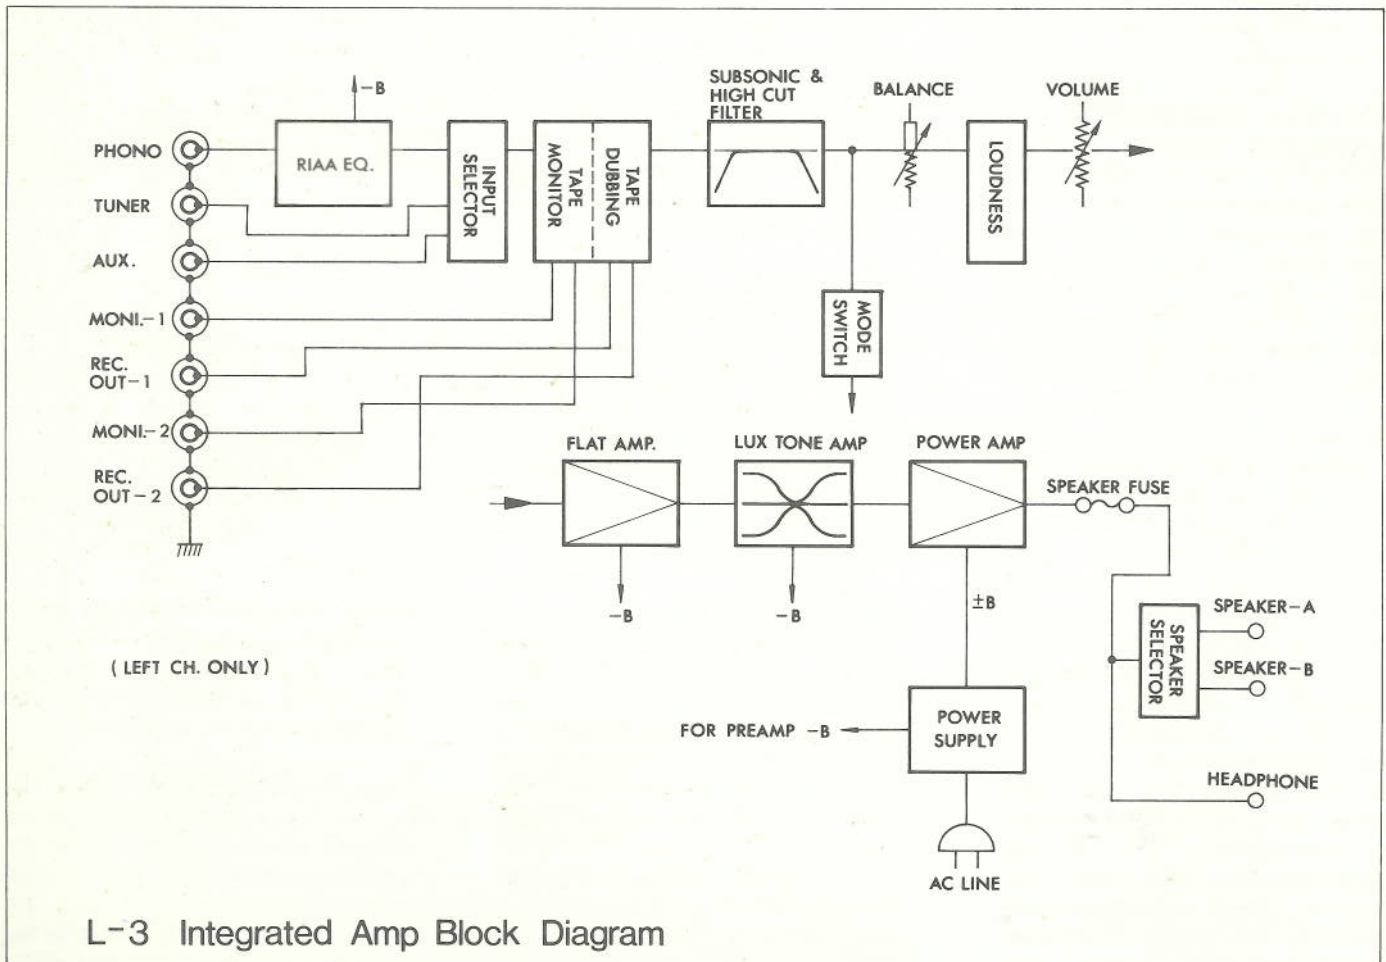 SUBSONIC &
HIGH CUT
FILTER
BALANCE
VOLUME
–B
PHONO
RIAA EQ.
INPUT
SELECTOR
TAPE
MONITOR
TAPE
DUBBING
LOUDNESS
TUNER
AUX.
MONI.–1
MODE
SWITCH
REC.
OUT–1
MONI.–2
REC.
OUT–2
FLAT AMP.
LUX TONE AMP
POWER AMP
SPEAKER FUSE
–B
–B
±B
SPEAKER
SELECTOR
SPEAKER–A
SPEAKER–B
(LEFT CH. ONLY)
FOR PREAMP –B
POWER
SUPPLY
HEADPHONE
AC LINE
L–3 Integrated Amp Block Diagram